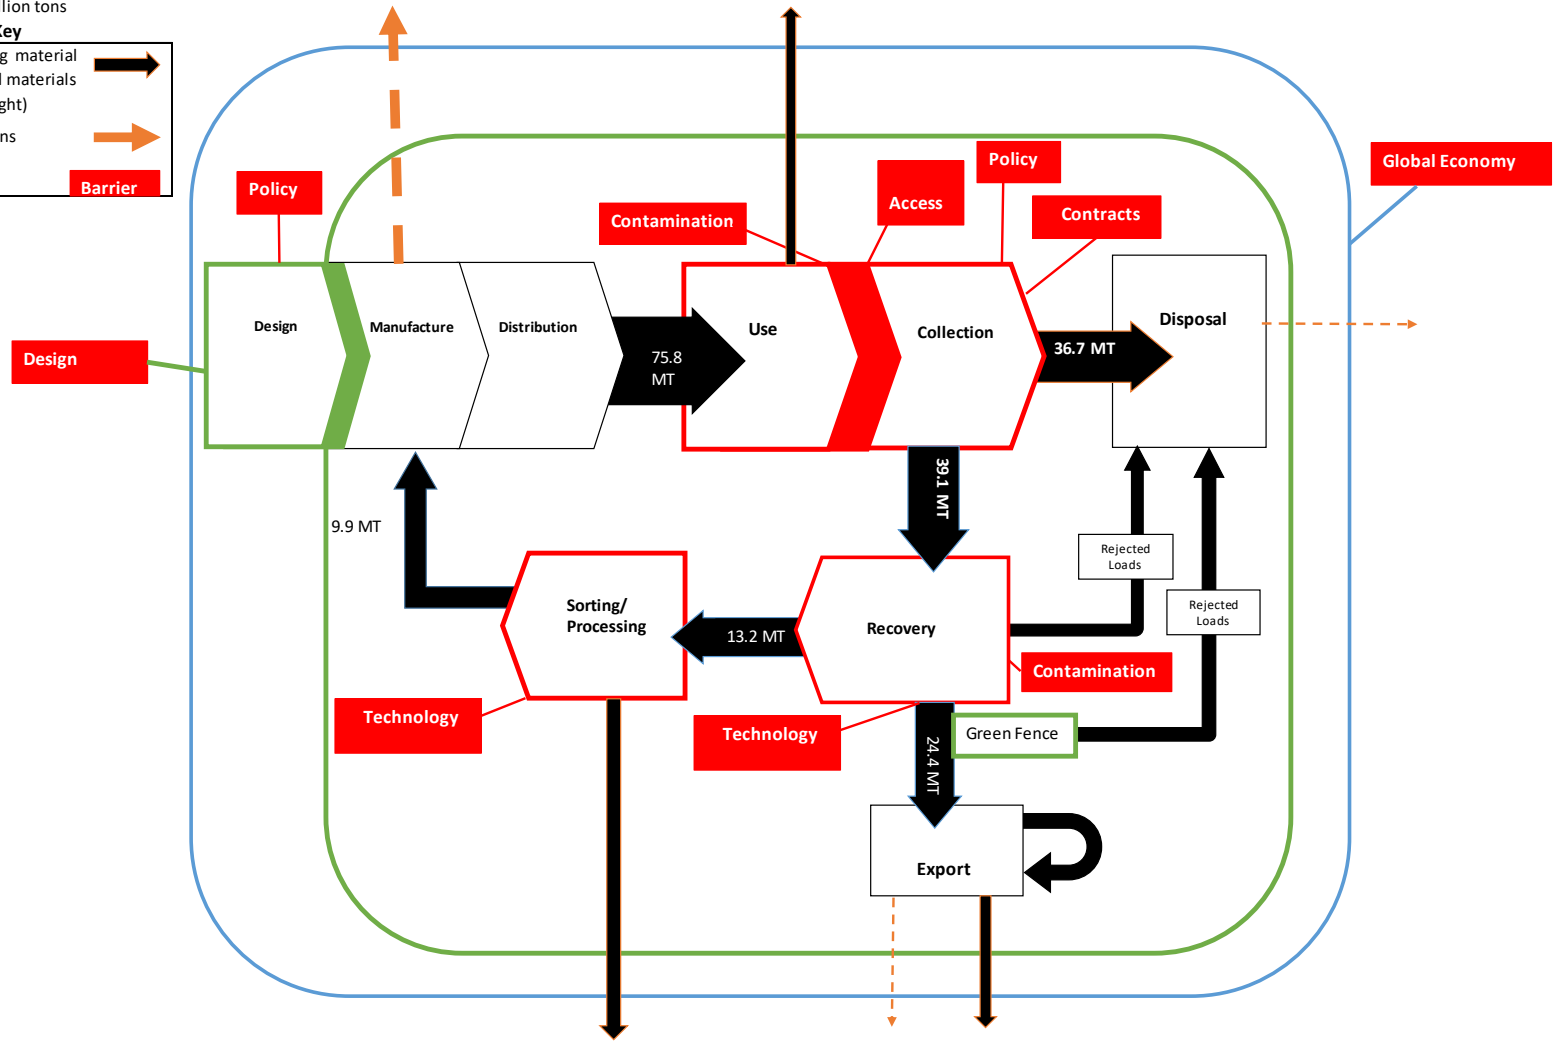 llion tons
Key
g material
l materials
ght)
ns
Barrier
Policy
Contamination
Access
Policy
Contracts
Global Economy
Design
Design
Manufacture
Distribution
75.8
MT
Use
Collection
36.7 MT
Disposal
39.1 MT
9.9 MT
Rejected
Loads
Rejected
Loads
Sorting/
Processing
13.2 MT
Recovery
Contamination
Technology
Technology
24.4 MT
Green Fence
Export